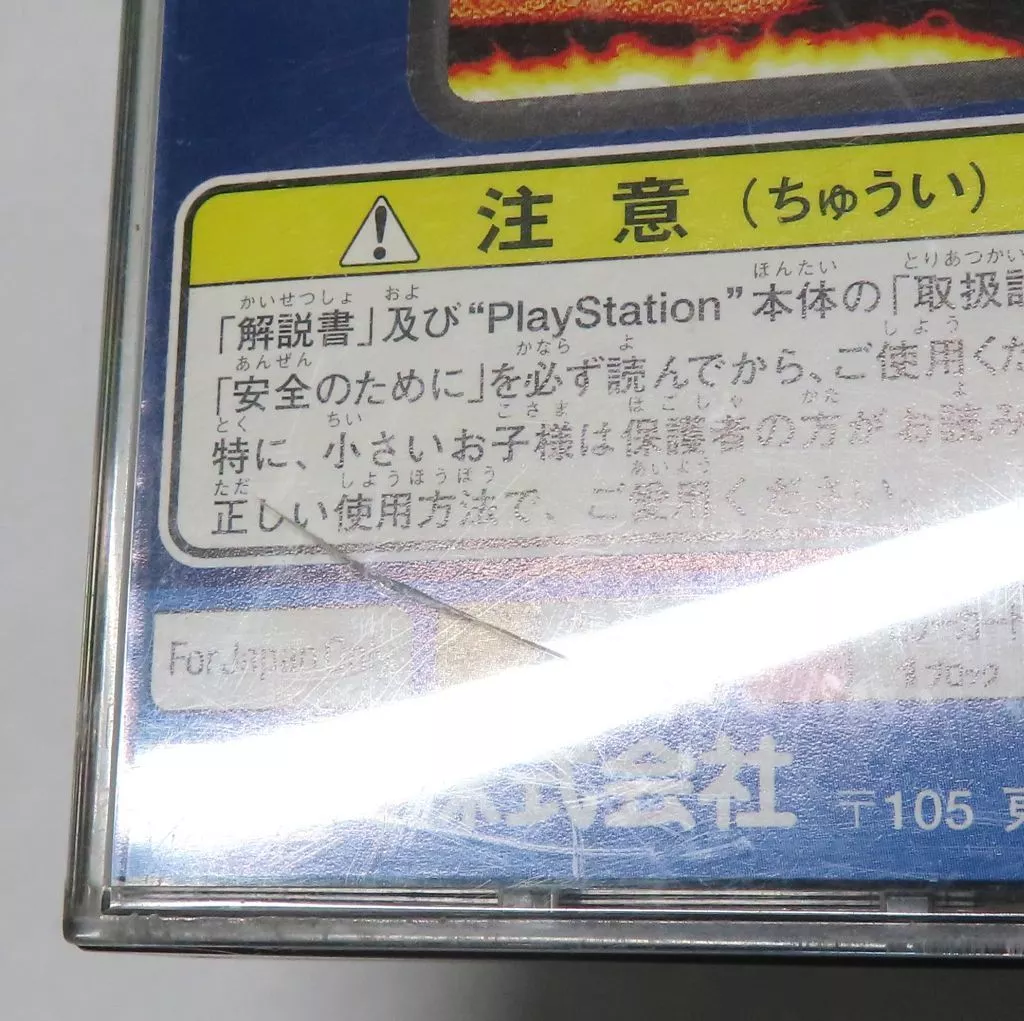 注意（ちゅうい）
かいせつしょ およ ほんたい とりあつかい
「解説書」及び“PlayStation”本体の「取扱説
あんぜん かなら よ しよう
「安全のために」を必ず読んでから、ご使用くだ
とく ちい こさま ほごしゃ かた よ
特に、小さいお子様は保護者の方がお読み
ただ しようほうほう あいよう
正しい使用方法で、ご愛用ください
For Japan Only
1ブロック
株式会社
〒105 東